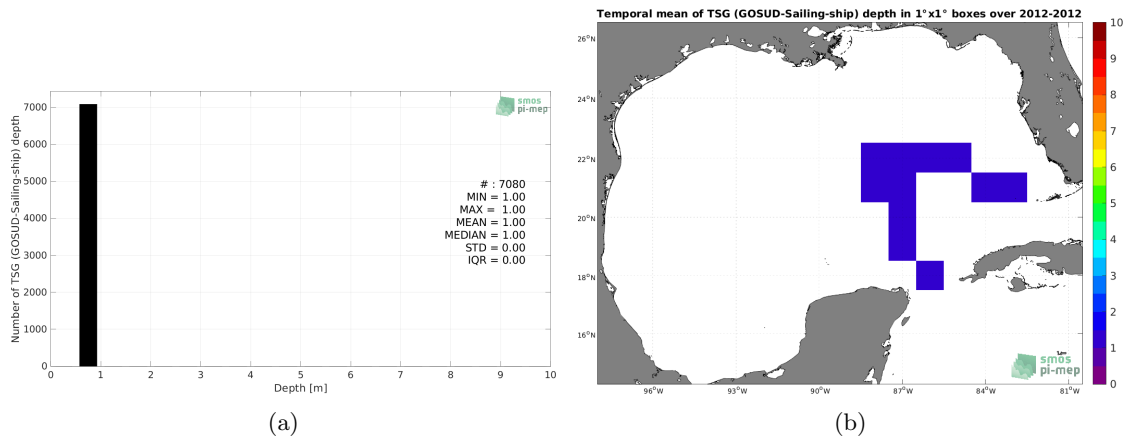 Number of TSG (GOSUD-Sailing-ship) depth
7000
6000
5000
4000
3000
2000
1000
0
smos
pi-mep
# : 7080
MIN = 1.00
MAX = 1.00
MEAN = 1.00
MEDIAN = 1.00
STD = 0.00
IQR = 0.00
0 1 2 3 4 5 6 7 8 9 10
Depth [m]
(a)
Temporal mean of TSG (GOSUD-Sailing-ship) depth in 1°x1° boxes over 2012-2012
26°N
24°N
22°N
20°N
18°N
16°N
96°W 93°W 90°W 87°W 84°W 81°W
smos
pi-mep
10
9
8
7
6
5
4
3
2
1
0
(b)